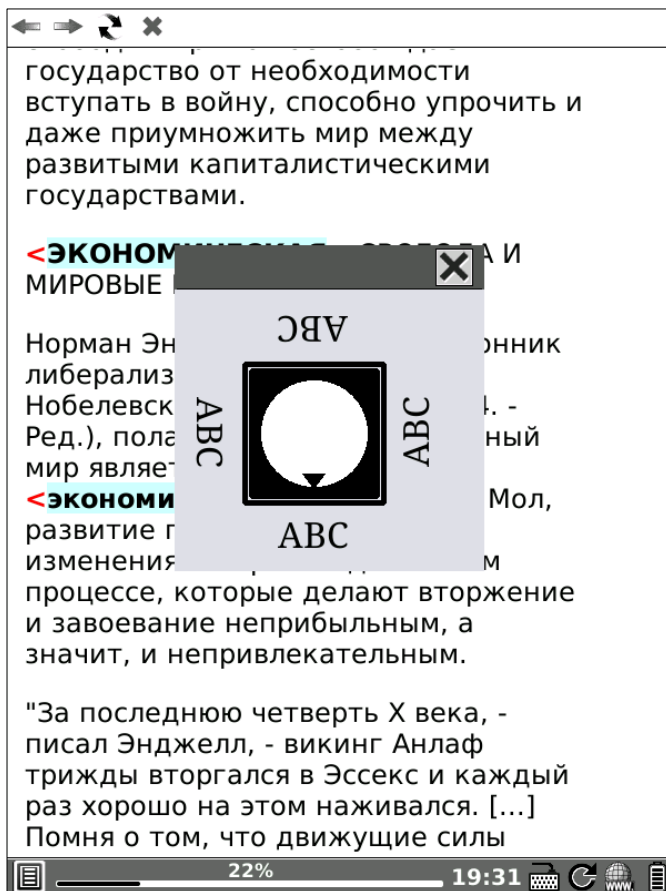 государство от необходимости
вступать в войну, способно упрочить и
даже приумножить мир между
развитыми капиталистическими
государствами.
<ЭКОНОМИЧЕСКАЯ СВОБОДА И
МИРОВЫЕ
Норман Эн онник
либерализ
Нобелевск 4. -
Ред.), пола ный
мир являет
<экономи Мол,
развитие
изменения м
процессе, которые делают вторжение
и завоевание неприбыльным, а
значит, и непривлекательным.
"За последнюю четверть X века, -
писал Энджелл, - викинг Анлаф
трижды вторгался в Эссекс и каждый
раз хорошо на этом наживался. [...]
Помня о том, что движущие силы
ABC
ABC
ABC
ABC
22%
19:31
www.